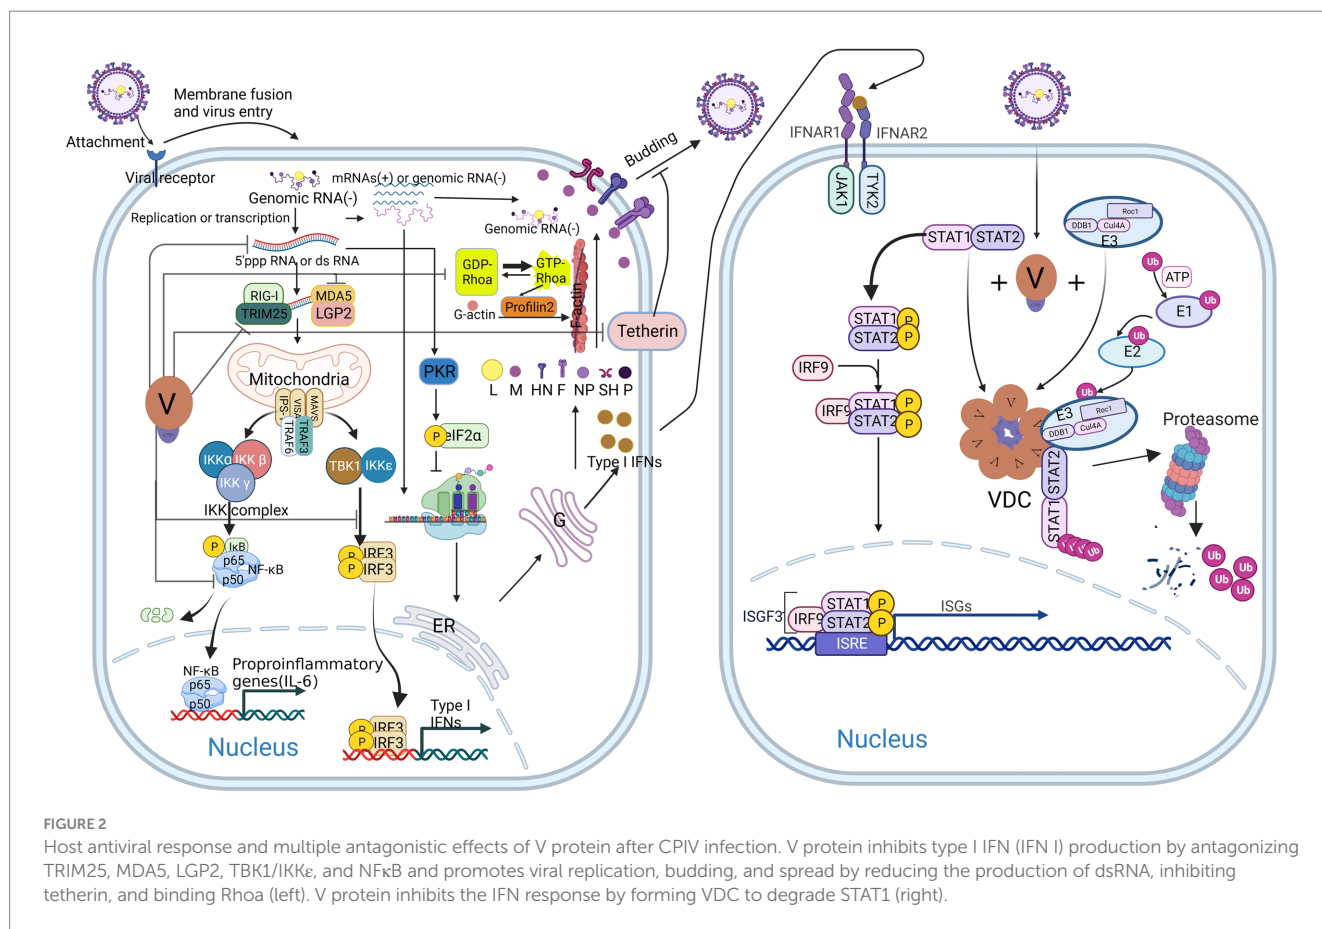 Membrane fusion
and virus entry
Attachment
Viral receptor
Genomic RNA(-)
mRNAs(+) or genomic RNA(-)
Replication or transcription
Genomic RNA(-)
Budding
5'ppp RNA or ds RNA
RIG-I
TRIM25
MDA5
LGP2
GDP-
Rhoa
GTP-
Rhoa
Profilin2
G-actin
F-actin
Tetherin
Mitochondria
IPS-
VISA
MAVS
TRAF6
TRAF3
V
PKR
L
M
HN
F
NP
SH
P
P
eIF2α
IKKα
IKK β
IKK γ
IKK complex
TBK1
IKKε
Type I IFNs
G
P
IκB
p65
p50
NF-κB
P
P
IRF3
IRF3
ER
NF-κB
p65
p50
Proproinflammatory
genes(IL-6)
Type I
IFNs
P
P
IRF3
IRF3
Nucleus
IFNAR1
IFNAR2
JAK1
TYK2
STAT1
STAT2
Roc1
DDB1
Cul4A
E3
+
V
+
Ub
ATP
Ub
E1
Ub
E2
STAT1
STAT2
P
P
IRF9
IRF9
STAT1
STAT2
P
P
V
V
V
V
V
V
V
VDC
Ub
E3
Roc1
DDB1
Cul4A
STAT2
STAT1
Ub
Proteasome
Ub
Ub
Ub
Ub
ISGF3
IRF9
STAT1
STAT2
P
P
ISRE
ISGs
Nucleus
FIGURE 2
Host antiviral response and multiple antagonistic effects of V protein after CPIV infection. V protein inhibits type I IFN (IFN I) production by antagonizing
TRIM25, MDA5, LGP2, TBK1/IKKε, and NFκB and promotes viral replication, budding, and spread by reducing the production of dsRNA, inhibiting
tetherin, and binding Rhoa (left). V protein inhibits the IFN response by forming VDC to degrade STAT1 (right).